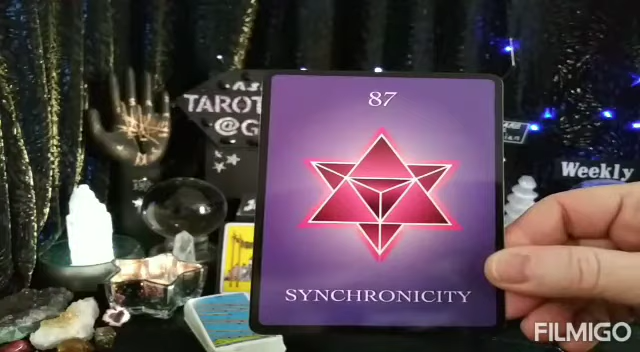 87
TAROT
@G
Weekly
SYNCHRONICITY
FILMIGO